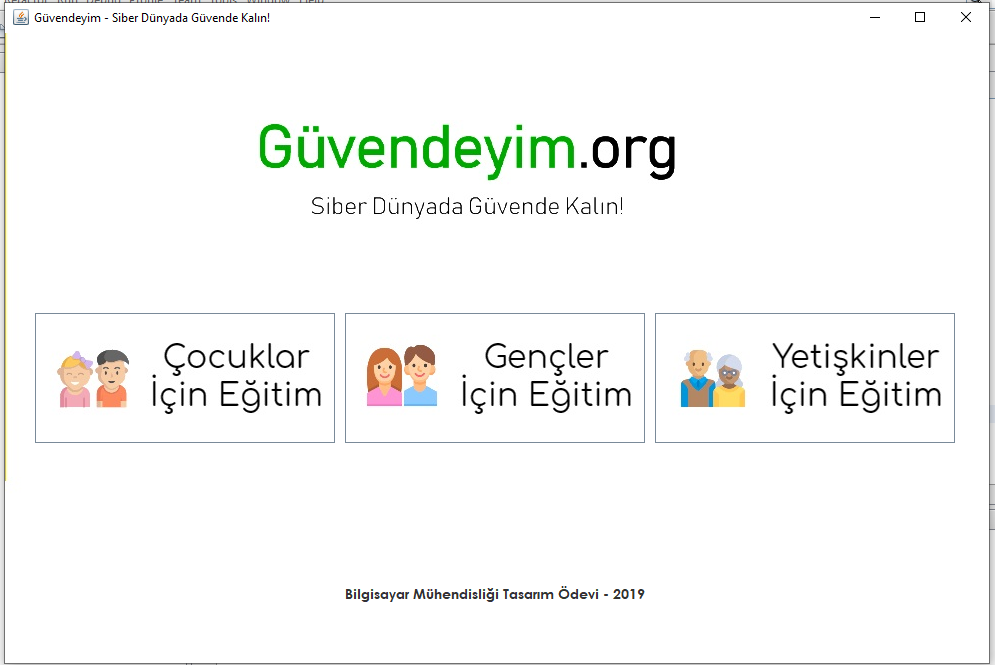 Güvendeyim - Siber Dünyada Güvende Kalın!
Güvendeyim.org
Siber Dünyada Güvende Kalın!
Çocuklar
İçin Eğitim
Gençler
İçin Eğitim
Yetişkinler
İçin Eğitim
Bilgisayar Mühendisliği Tasarım Ödevi - 2019